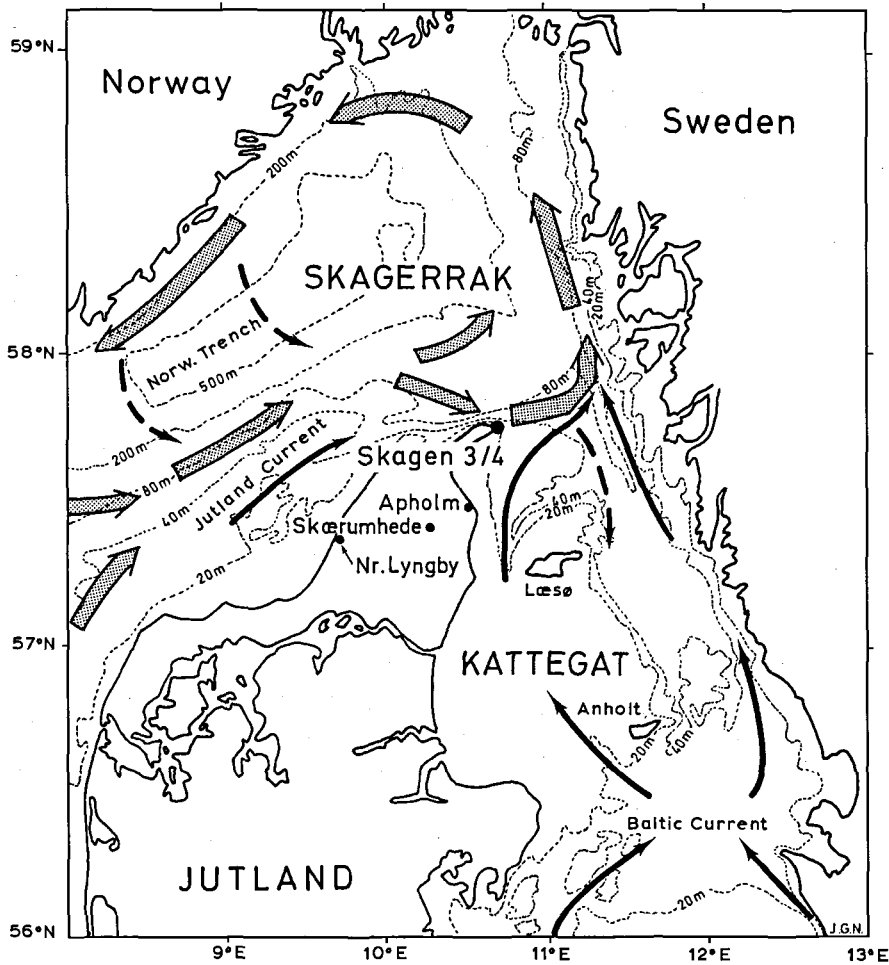 59°N
Norway
Sweden
80m
200m
SKAGERRAK
40m
20m
58°N
Norw. Trench
500m
80m
200m
Jutland Current
Skagen 3/4
80m
40m
Apholm
40m
20m
Skærumhede
Nr. Lyngby
20m
Læsø
57°N
KATTEGAT
Anholt
20m
40m
Baltic Current
JUTLAND
20m
56°N
J.G.N.
9°E
10°E
11°E
12°E
13°E